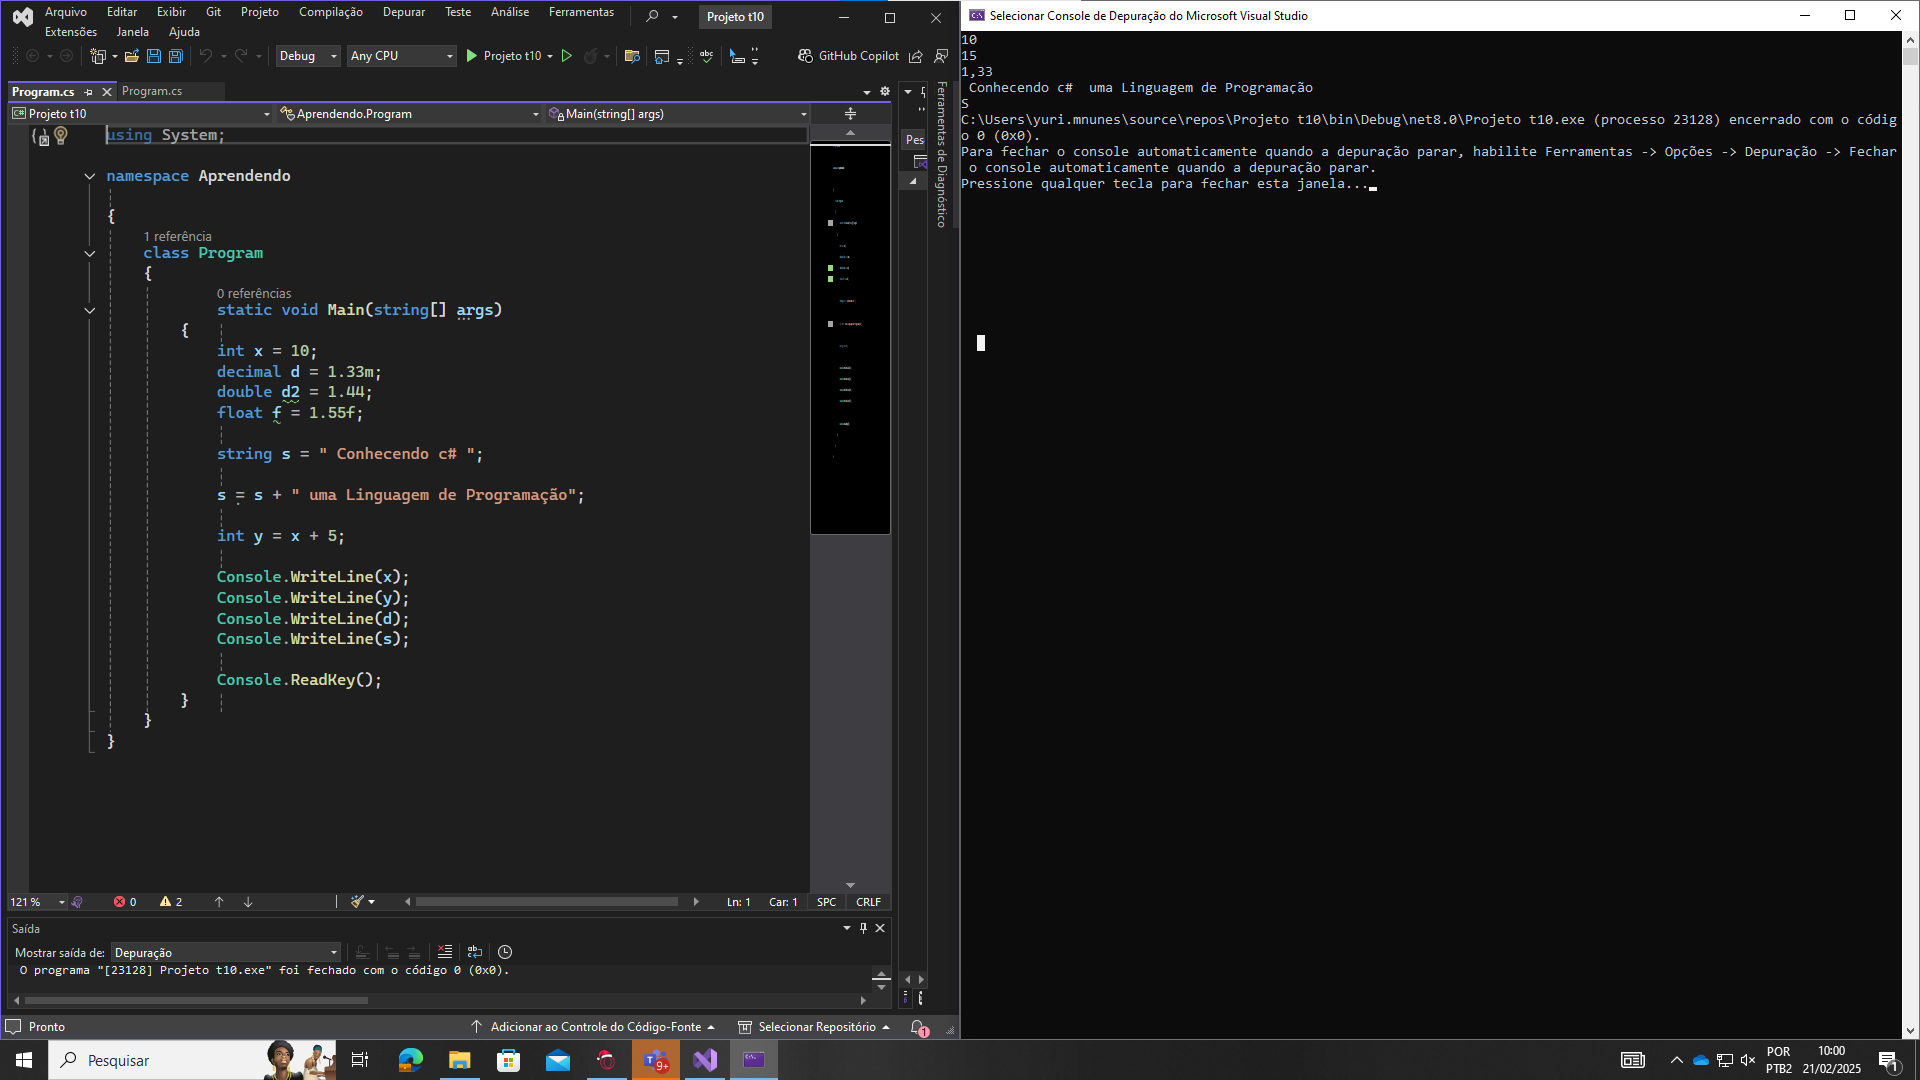 Arquivo Editar Exibir Git Projeto Compilação Depurar Teste Análise Ferramentas
Extensões Janela Ajuda
Projeto t10
Debug Any CPU Projeto t10 GitHub Copilot
Program.cs Program.cs
Projeto t10 Aprendendo.Program Main(string[] args)
using System;
namespace Aprendendo
{
1 referência
class Program
{
0 referências
static void Main(string[] args)
{
int x = 10;
decimal d = 1.33m;
double d2 = 1.44;
float f = 1.55f;
string s = " Conhecendo c# ";
s = s + " uma Linguagem de Programação";
int y = x + 5;
Console.WriteLine(x);
Console.WriteLine(y);
Console.WriteLine(d);
Console.WriteLine(s);
Console.ReadKey();
}
}
}
Pes
Ferramentas de Diagnóstico
121 % 0 2 Ln: 1 Car: 1 SPC CRLF
Saída
Mostrar saída de: Depuração
O programa "[23128] Projeto t10.exe" foi fechado com o código 0 (0x0).
Pronto Adicionar ao Controle do Código-Fonte Selecionar Repositório 1
Selecionar Console de Depuração do Microsoft Visual Studio
10
15
1,33
Conhecendo c#  uma Linguagem de Programação
S
C:\Users\yuri.mnunes\source\repos\Projeto t10\bin\Debug\net8.0\Projeto t10.exe (processo 23128) encerrado com o códig
o 0 (0x0).
Para fechar o console automaticamente quando a depuração parar, habilite Ferramentas -> Opções -> Depuração -> Fechar
o console automaticamente quando a depuração parar.
Pressione qualquer tecla para fechar esta janela...
Pesquisar
9+
POR
PTB2
10:00
21/02/2025
1